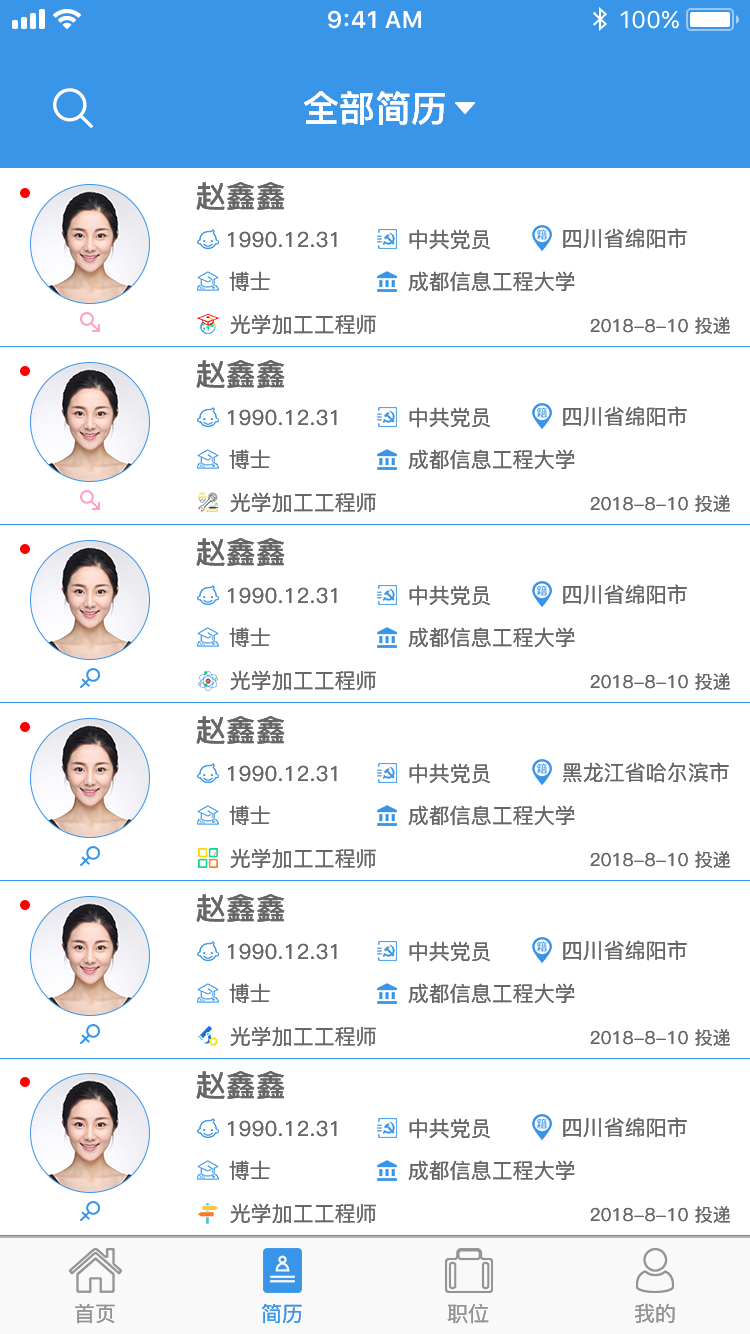 9:41 AM 100%
全部简历
赵鑫鑫
1990.12.31 中共党员 籍 四川省绵阳市
博士 成都信息工程大学
光学加工工程师 2018-8-10 投递
赵鑫鑫
1990.12.31 中共党员 籍 四川省绵阳市
博士 成都信息工程大学
光学加工工程师 2018-8-10 投递
赵鑫鑫
1990.12.31 中共党员 籍 四川省绵阳市
博士 成都信息工程大学
光学加工工程师 2018-8-10 投递
赵鑫鑫
1990.12.31 中共党员 籍 黑龙江省哈尔滨市
博士 成都信息工程大学
光学加工工程师 2018-8-10 投递
赵鑫鑫
1990.12.31 中共党员 籍 四川省绵阳市
博士 成都信息工程大学
光学加工工程师 2018-8-10 投递
赵鑫鑫
1990.12.31 中共党员 籍 四川省绵阳市
博士 成都信息工程大学
光学加工工程师 2018-8-10 投递
首页 简历 职位 我的